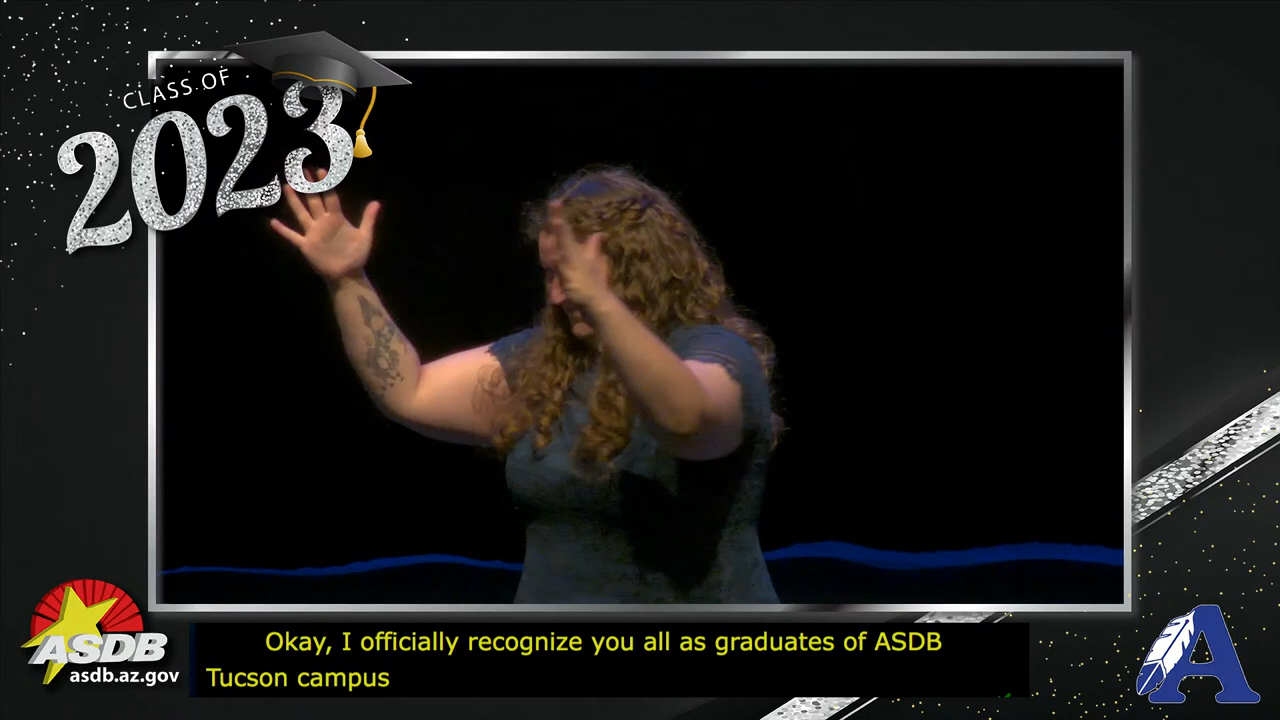 CLASS OF
2023
Okay, I officially recognize you all as graduates of ASDB
Tucson campus
ASDB
asdb.az.gov
A